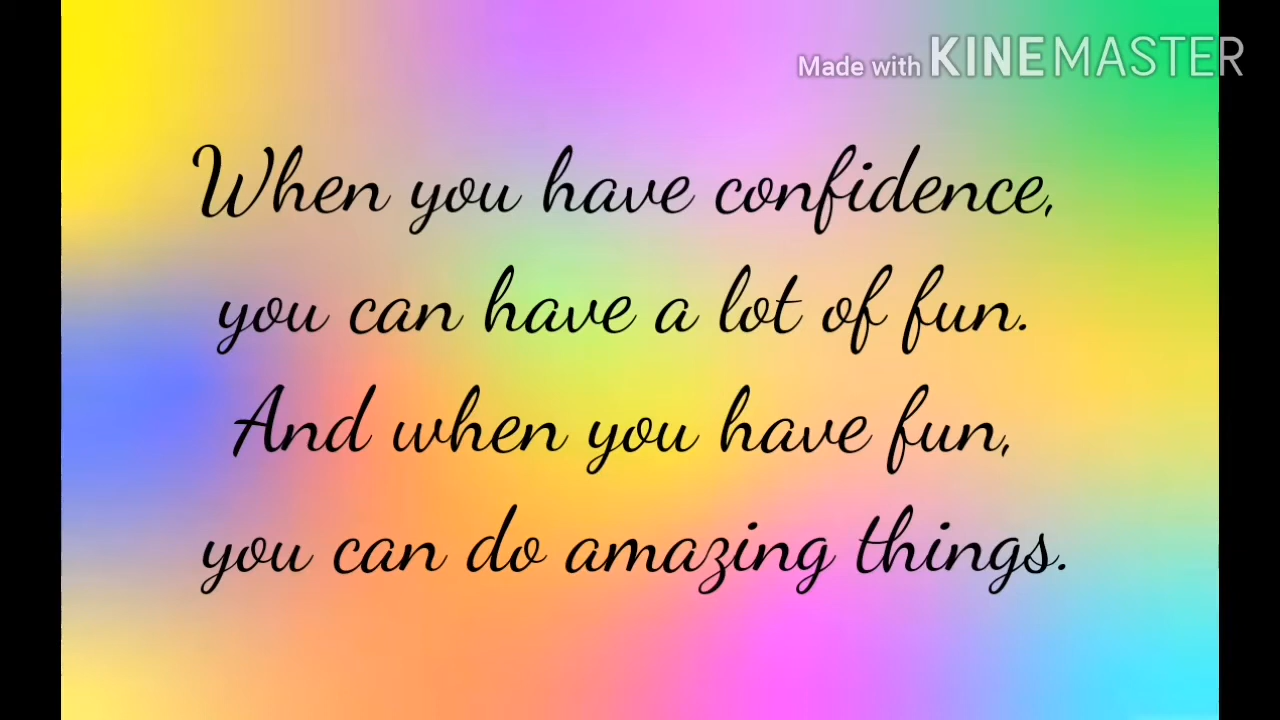 Made with KINEMASTER
When you have confidence,
you can have a lot of fun.
And when you have fun,
you can do amazing things.